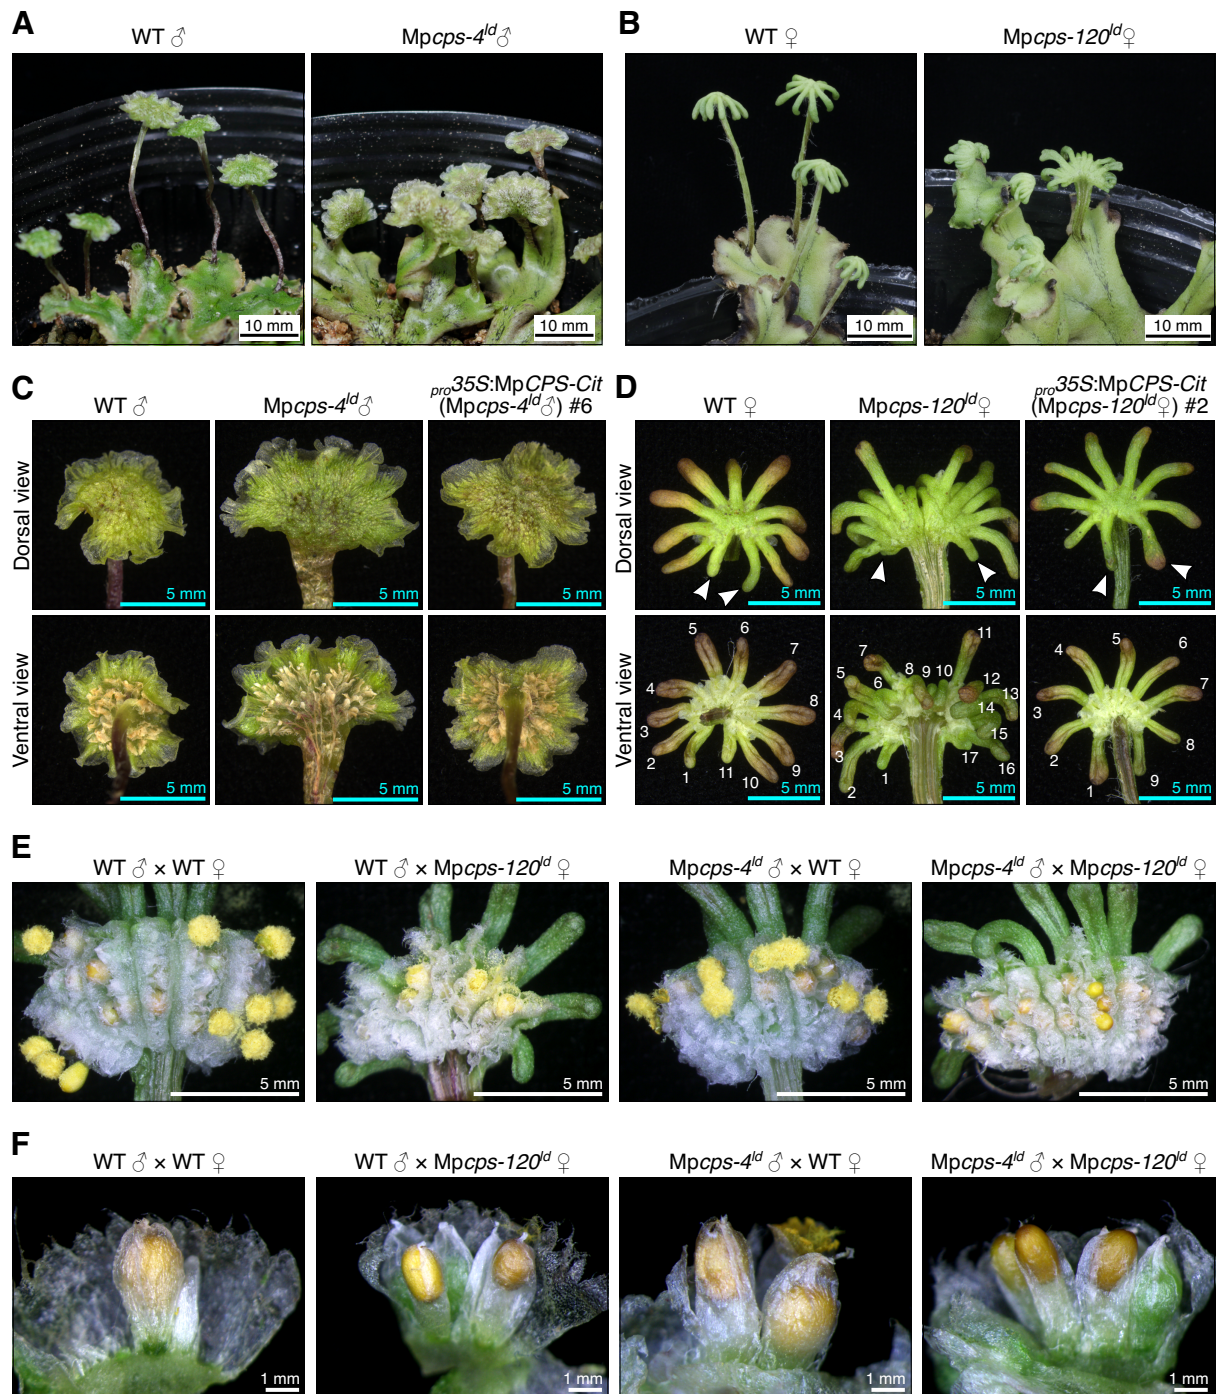 A
WT ♂
Mpcps-4ld♂
10 mm
10 mm
B
WT ♀
Mpcps-120ld♀
10 mm
10 mm
C
WT ♂
Mpcps-4ld♂
pro35S:MpCPS-Cit
(Mpcps-4ld♂) #6
Dorsal view
5 mm
5 mm
5 mm
Ventral view
5 mm
5 mm
5 mm
D
WT ♀
Mpcps-120ld♀
pro35S:MpCPS-Cit
(Mpcps-120ld♀) #2
Dorsal view
5 mm
5 mm
5 mm
Ventral view
1
2
3
4
5
6
7
8
9
10
11
5 mm
1
2
3
4
5
6
7
8
9
10
11
12
13
14
15
16
17
5 mm
1
2
3
4
5
6
7
8
9
5 mm
E
WT ♂ × WT ♀
WT ♂ × Mpcps-120ld ♀
Mpcps-4ld ♂ × WT ♀
Mpcps-4ld ♂ × Mpcps-120ld ♀
5 mm
5 mm
5 mm
5 mm
F
WT ♂ × WT ♀
WT ♂ × Mpcps-120ld ♀
Mpcps-4ld ♂ × WT ♀
Mpcps-4ld ♂ × Mpcps-120ld ♀
1 mm
1 mm
1 mm
1 mm